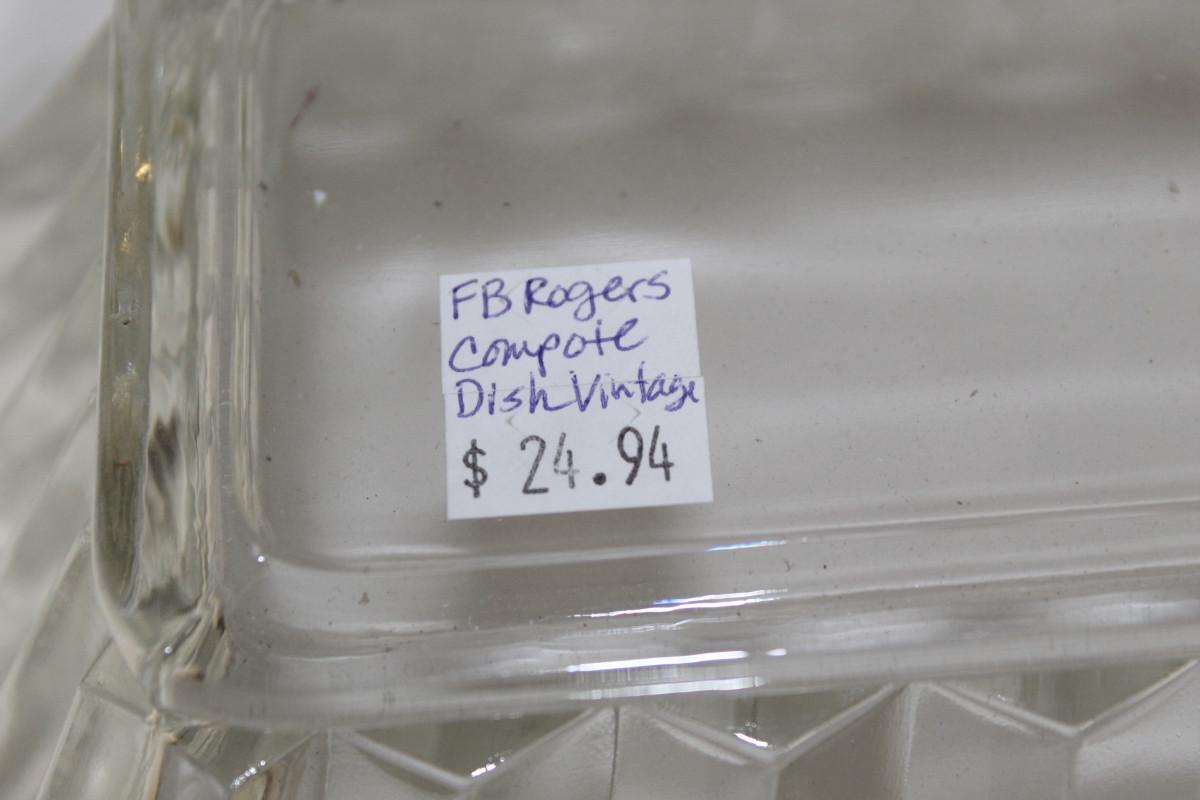 FB Rogers
Compote
Dish Vintage
$ 24.94